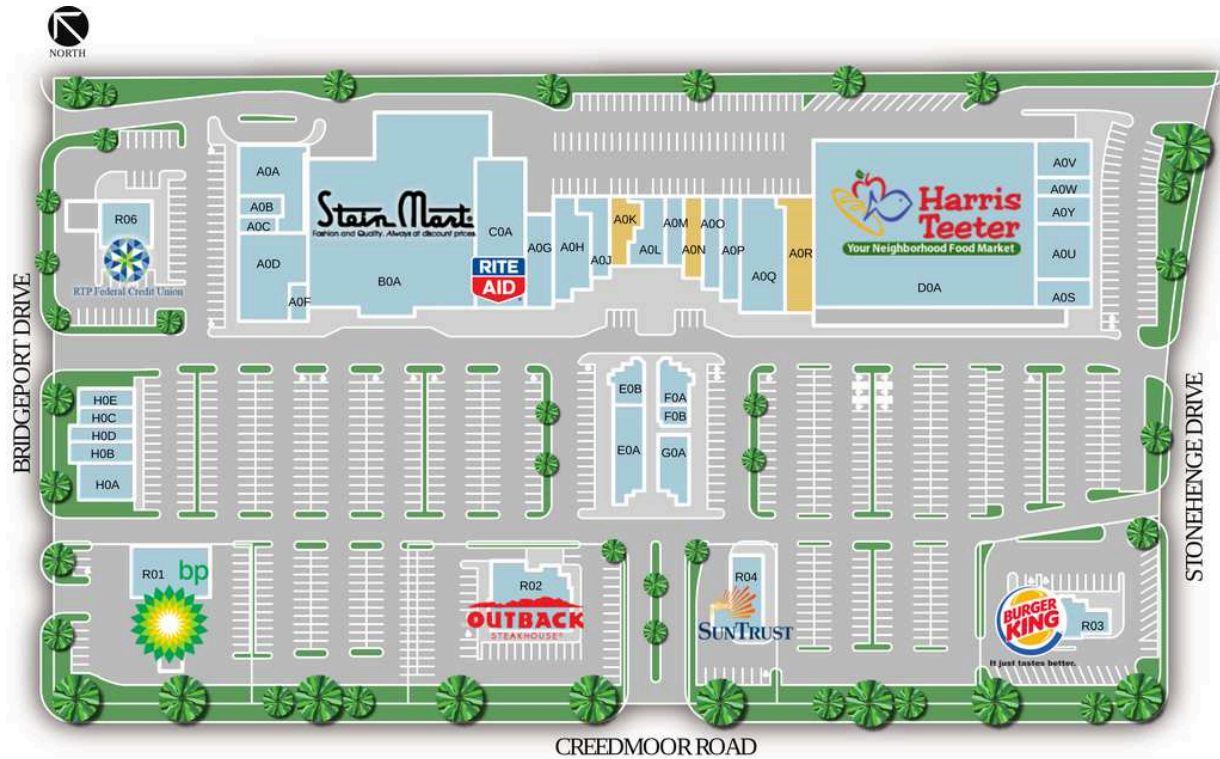 NORTH
A0A
A0B
A0C
A0D
A0F
Stein Mart®
Fashion and Quality. Always at discount prices.
B0A
C0A
RITE
AID
®
A0G
A0H
A0J
A0K
A0L
A0M
A0N
A0O
A0P
A0Q
A0R
Harris
Teeter
Your Neighborhood Food Market
D0A
A0V
A0W
A0Y
A0U
A0S
R06
RTP Federal Credit Union
BRIDGEPORT DRIVE
H0E
H0C
H0D
H0B
H0A
E0B
E0A
F0A
F0B
G0A
STONEHENGE DRIVE
R01
bp
R02
OUTBACK
STEAKHOUSE®
R04
SUNTRUST
BURGER
KING
R03
It just tastes better.
CREEDMOOR ROAD